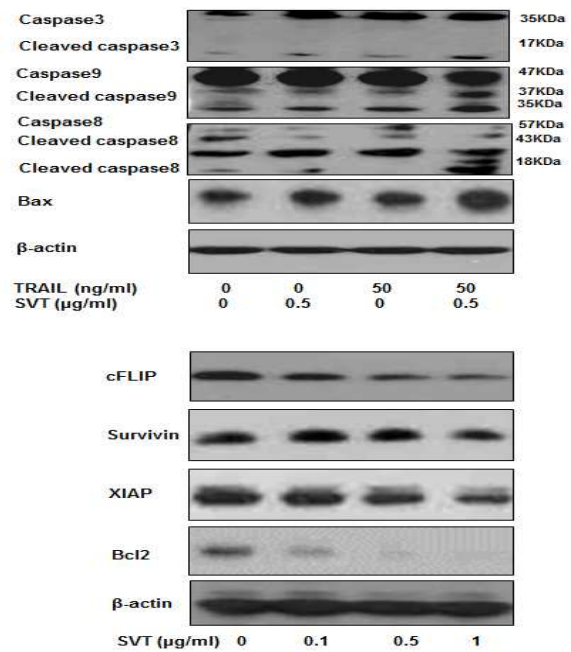 Caspase3 35KDa
Cleaved caspase3 17KDa
Caspase9 47KDa
Cleaved caspase9 37KDa
35KDa
Caspase8 57KDa
Cleaved caspase8 43KDa
Cleaved caspase8 18KDa
Bax
β-actin
TRAIL (ng/ml) 0 0 50 50
SVT (μg/ml) 0 0.5 0 0.5
cFLIP
Survivin
XIAP
Bcl2
β-actin
SVT (μg/ml) 0 0.1 0.5 1